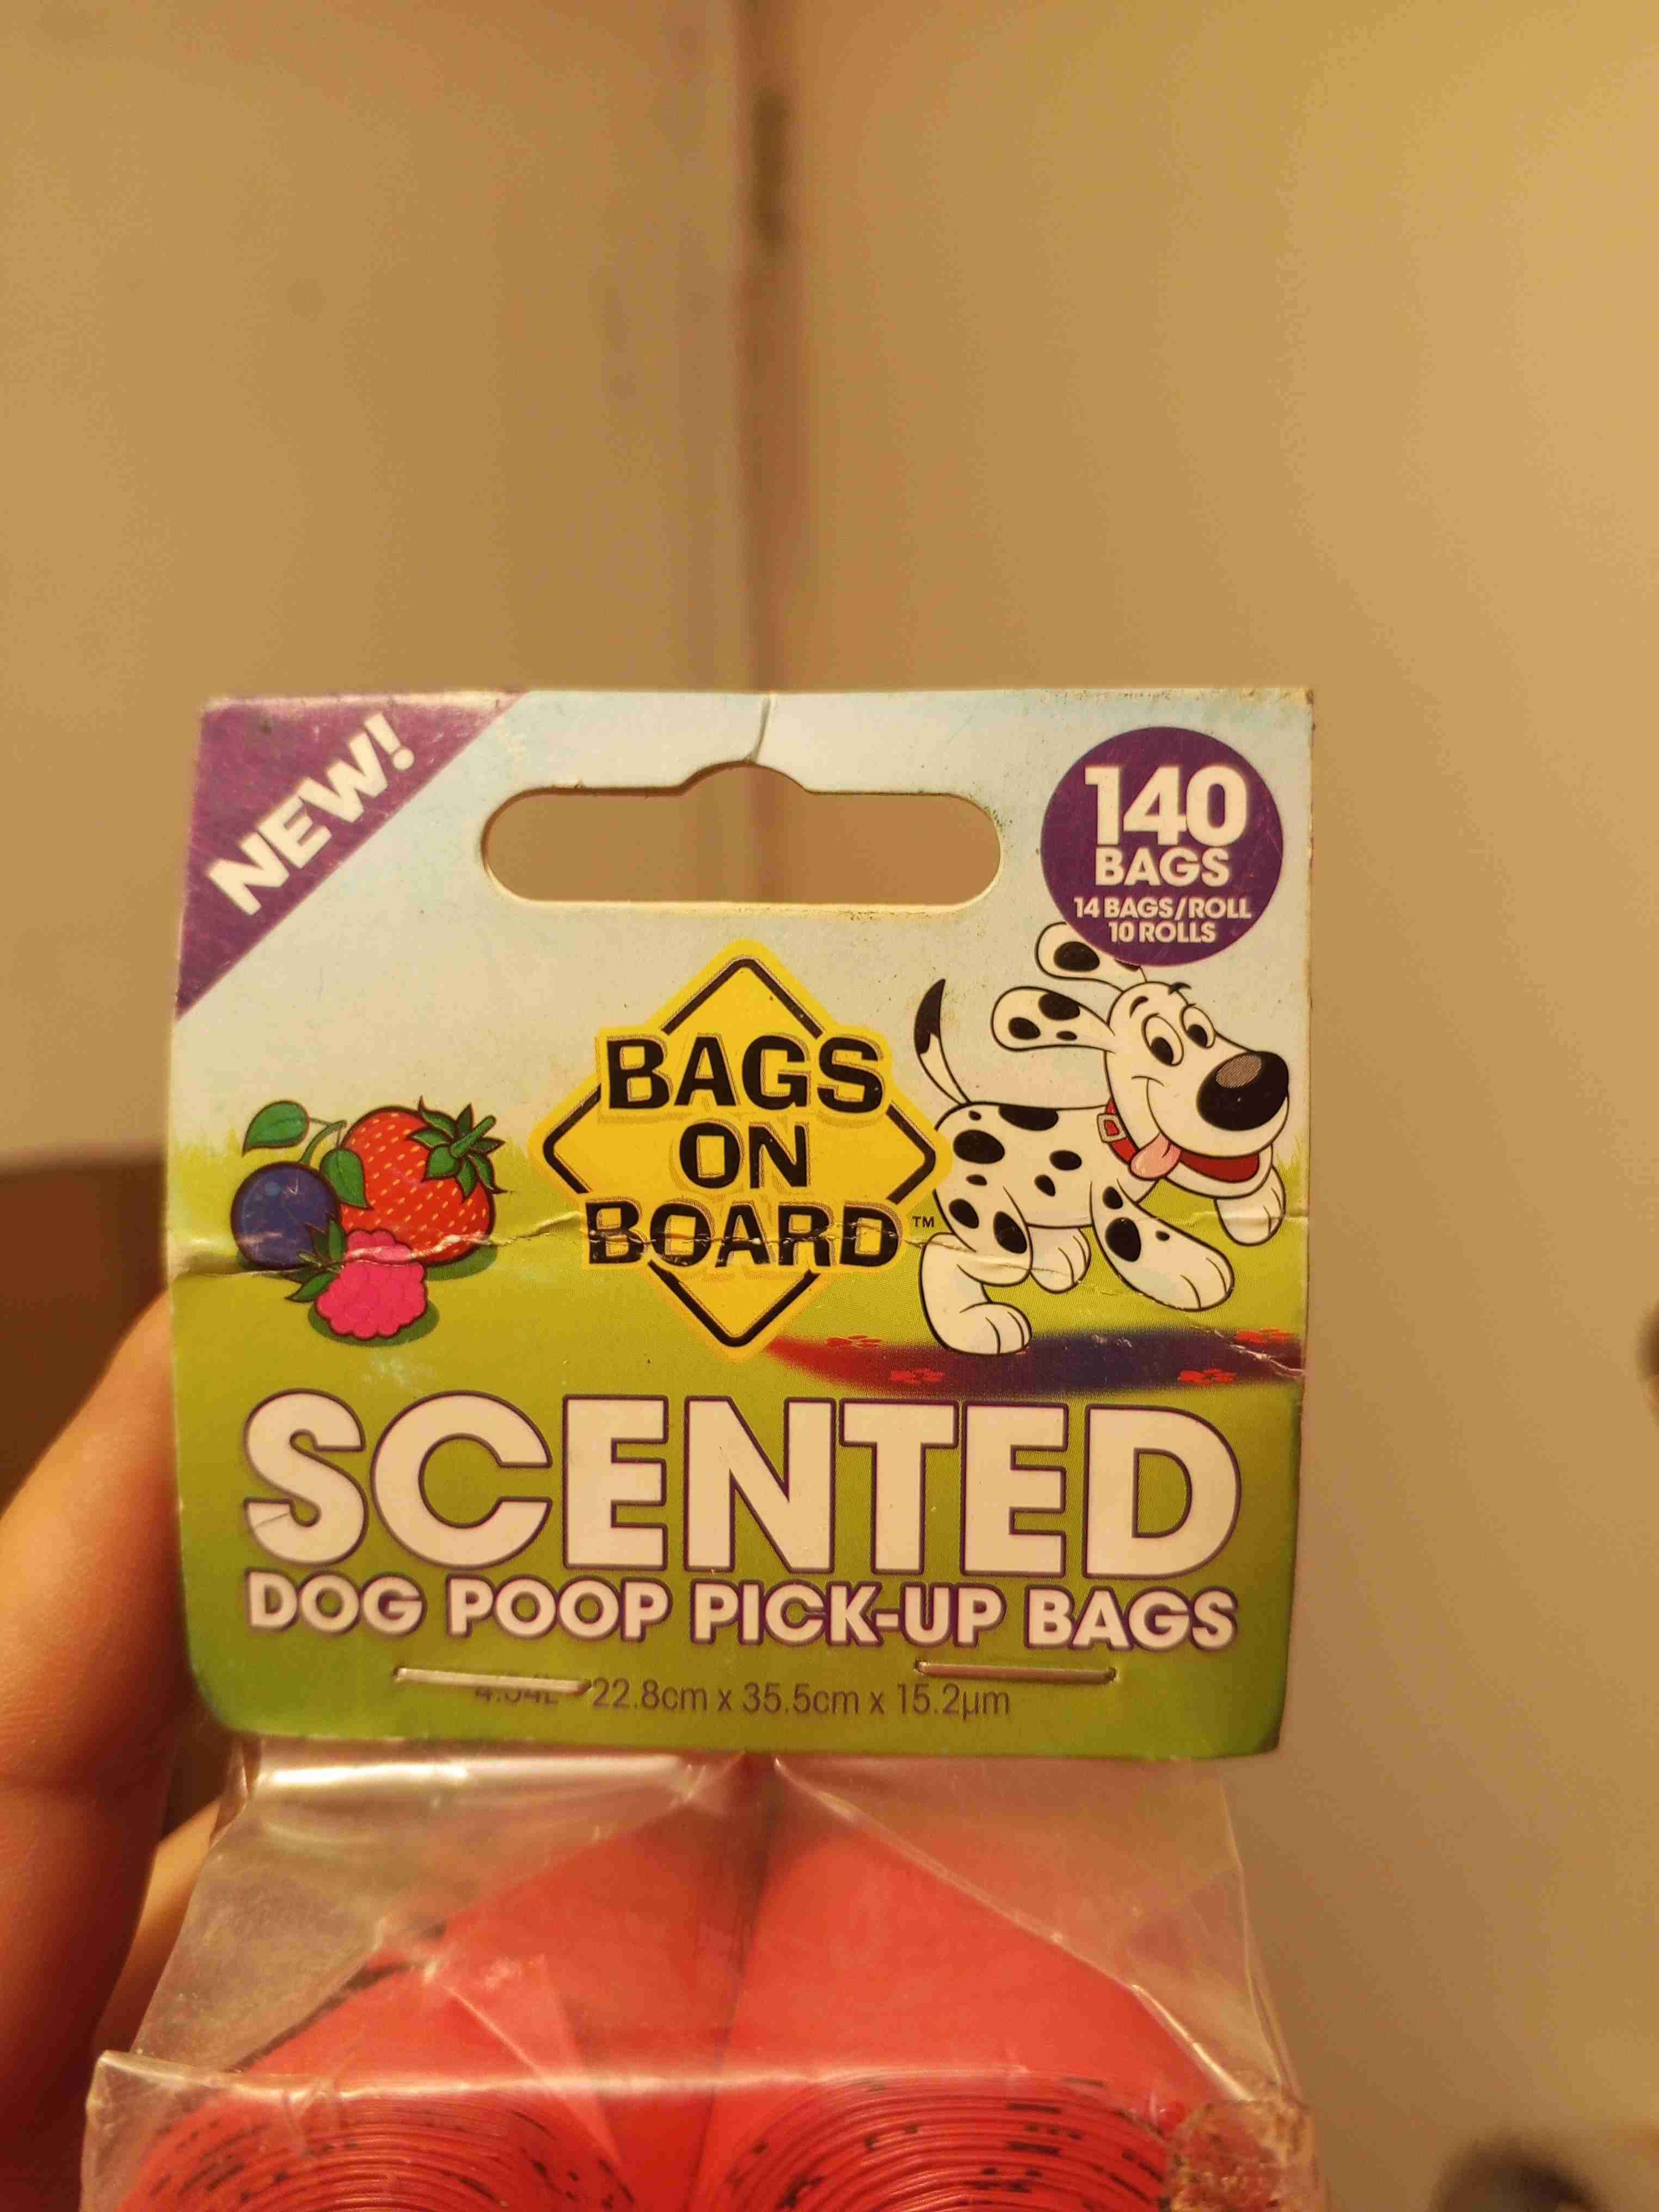 NEW!
140
BAGS
14 BAGS/ROLL
10 ROLLS
BAGS
ON
BOARD™
SCENTED
DOG POOP PICK-UP BAGS
22.8cm x 35.5cm x 15.2µm